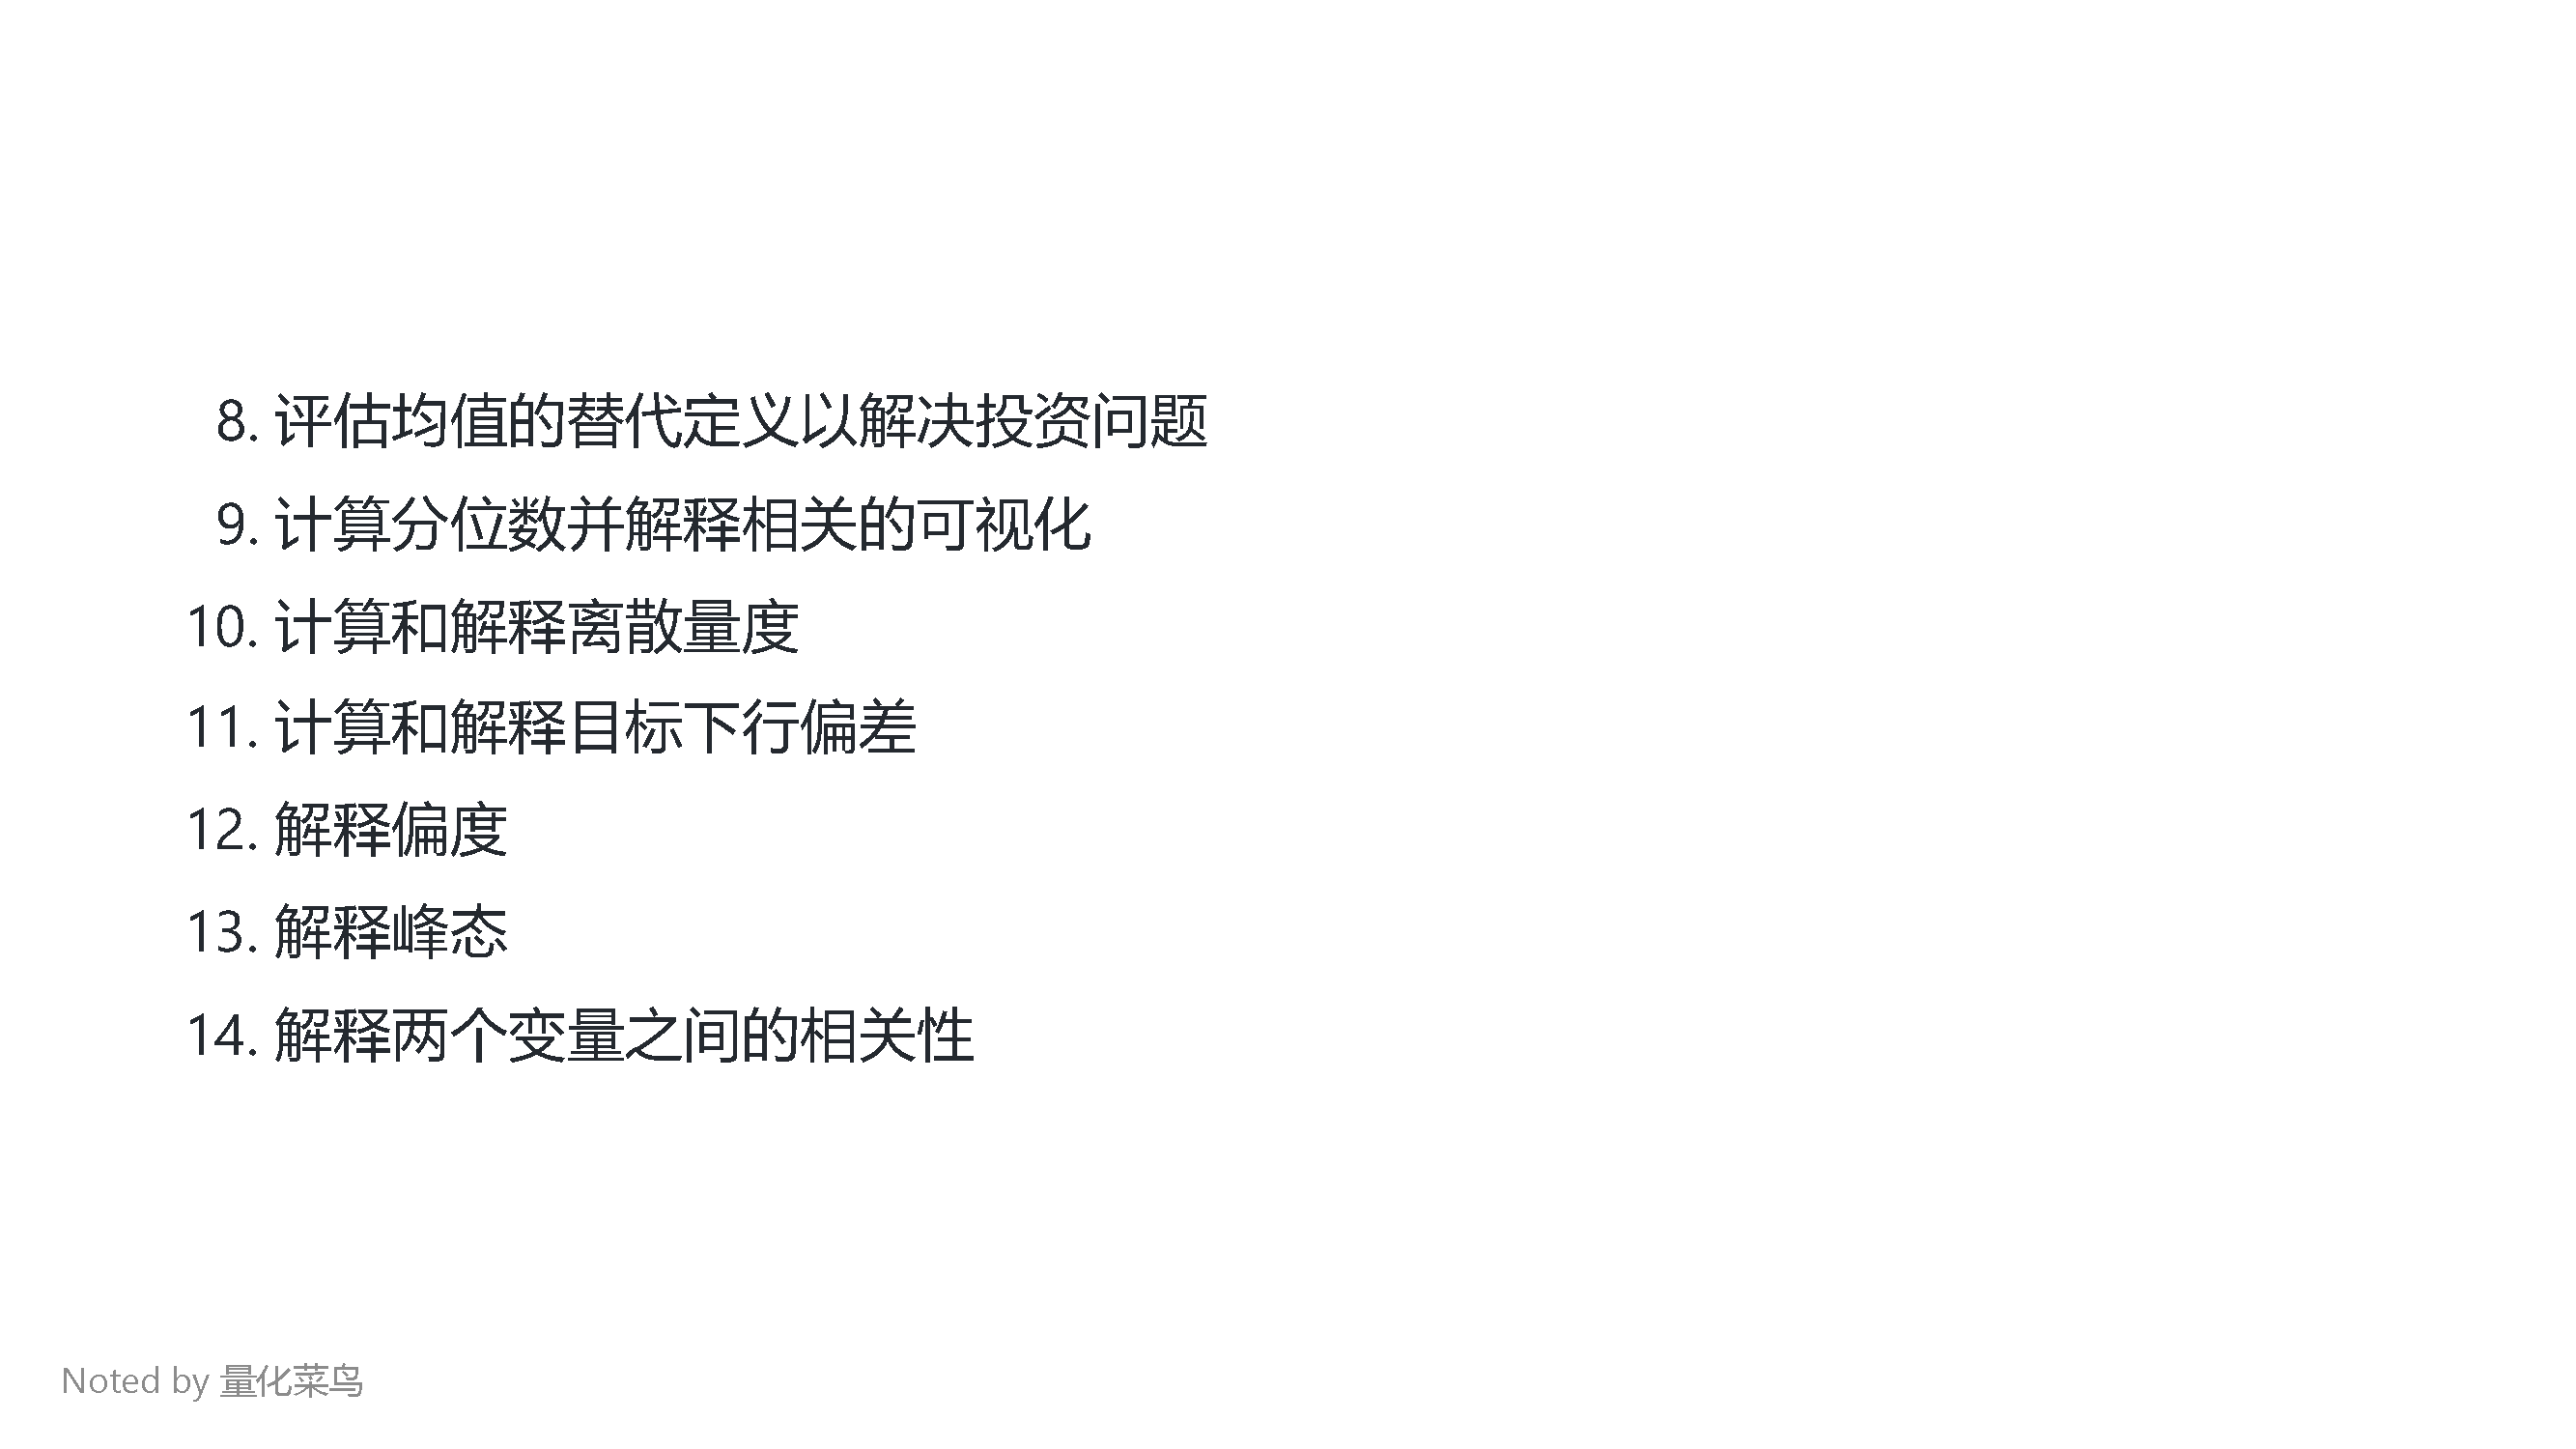 8. 评估均值的替代定义以解决投资问题
9. 计算分位数并解释相关的可视化
10. 计算和解释离散量度
11. 计算和解释目标下行偏差
12. 解释偏度
13. 解释峰态
14. 解释两个变量之间的相关性
Noted by 量化菜鸟